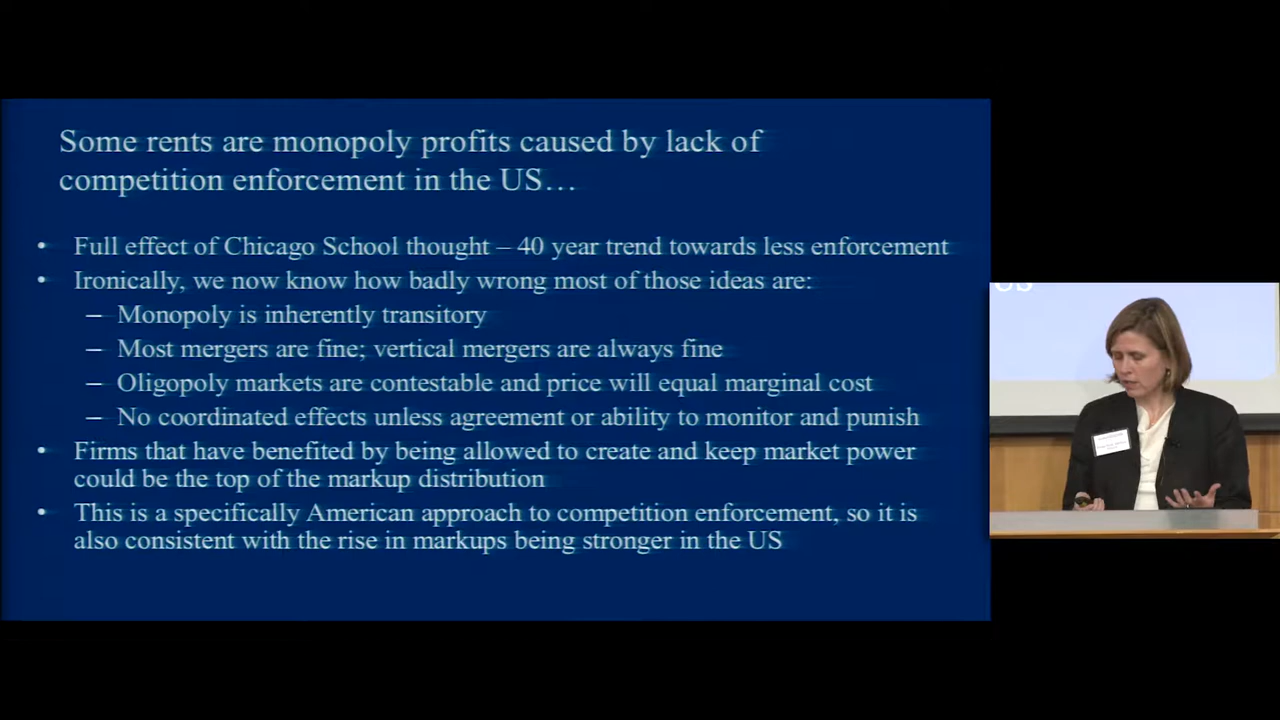 Some rents are monopoly profits caused by lack of
competition enforcement in the US…
• Full effect of Chicago School thought – 40 year trend towards less enforcement
• Ironically, we now know how badly wrong most of those ideas are:
– Monopoly is inherently transitory
– Most mergers are fine; vertical mergers are always fine
– Oligopoly markets are contestable and price will equal marginal cost
– No coordinated effects unless agreement or ability to monitor and punish
• Firms that have benefited by being allowed to create and keep market power
could be the top of the markup distribution
• This is a specifically American approach to competition enforcement, so it is
also consistent with the rise in markups being stronger in the US
US